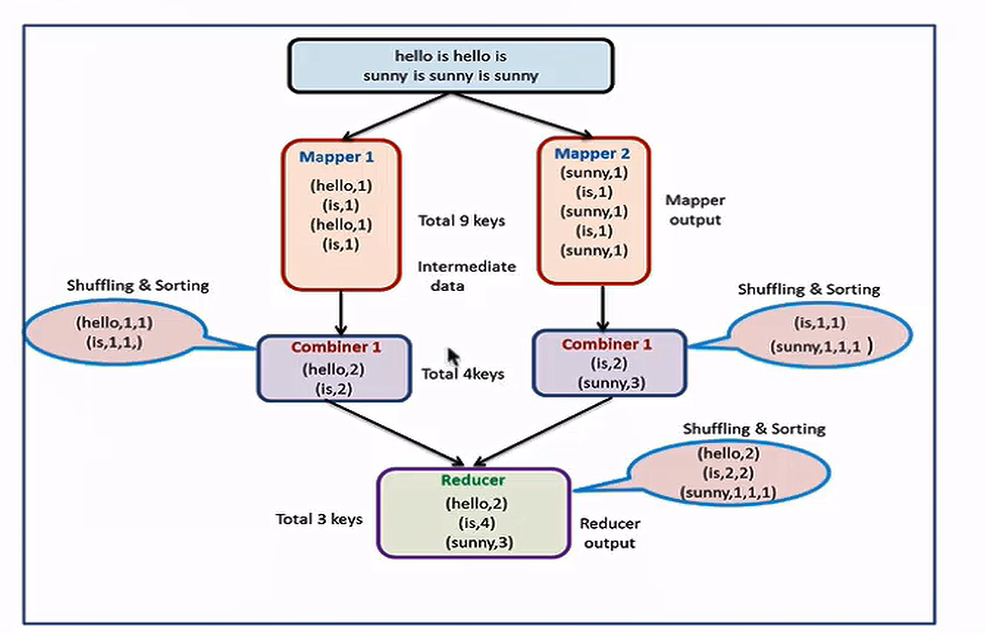 hello is hello is
sunny is sunny is sunny
Mapper 1
(hello,1)
(is,1)
(hello,1)
(is,1)
Total 9 keys
Intermediate
data
Mapper 2
(sunny,1)
(is,1)
(sunny,1)
(is,1)
(sunny,1)
Mapper
output
Shuffling & Sorting
(hello,1,1)
(is,1,1,)
Combiner 1
(hello,2)
(is,2)
Total 4keys
Combiner 1
(is,2)
(sunny,3)
Shuffling & Sorting
(is,1,1)
(sunny,1,1,1 )
Shuffling & Sorting
(hello,2)
(is,2,2)
(sunny,1,1,1)
Total 3 keys
Reducer
(hello,2)
(is,4)
(sunny,3)
Reducer
output